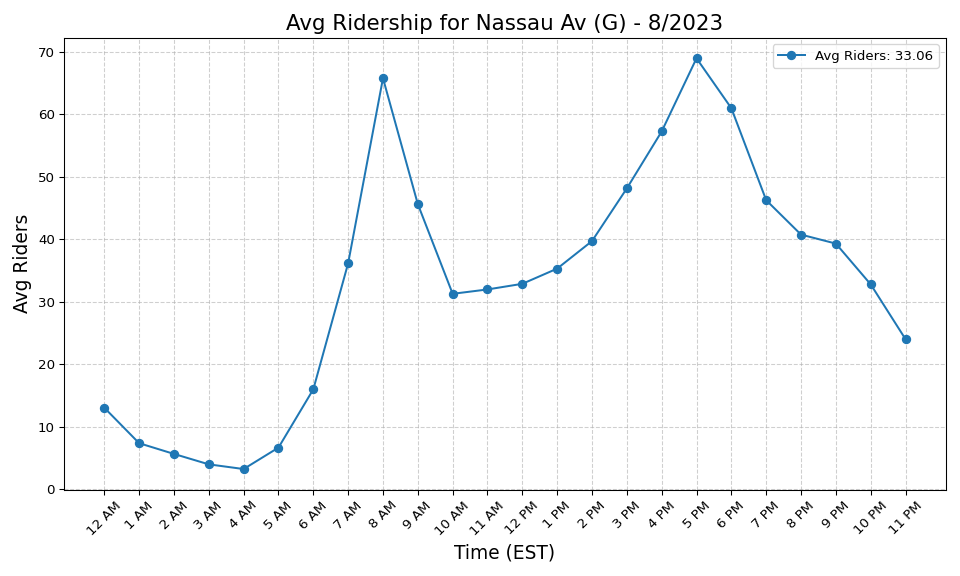 Avg Ridership for Nassau Av (G) - 8/2023
Avg Riders: 33.06
Avg Riders
70
60
50
40
30
20
10
0
12 AM
1 AM
2 AM
3 AM
4 AM
5 AM
6 AM
7 AM
8 AM
9 AM
10 AM
11 AM
12 PM
1 PM
2 PM
3 PM
4 PM
5 PM
6 PM
7 PM
8 PM
9 PM
10 PM
11 PM
Time (EST)